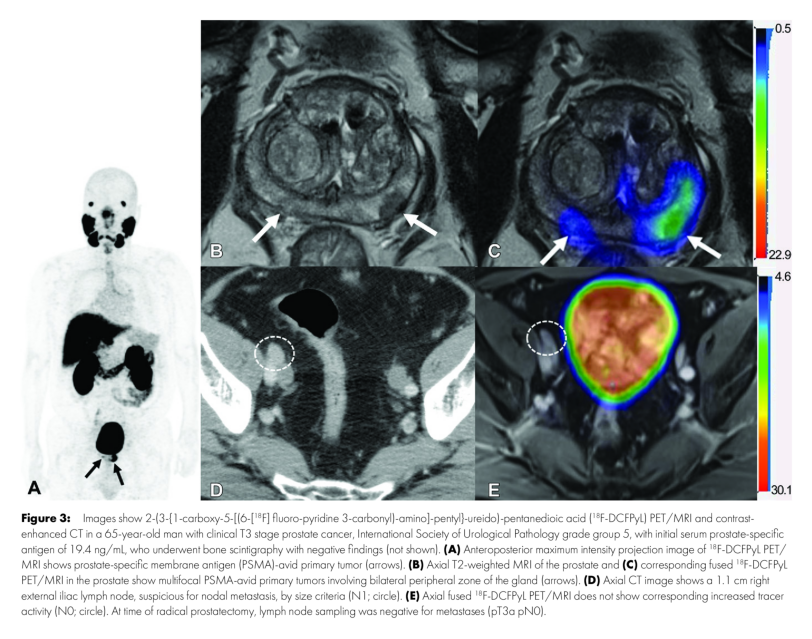 0.5
B
C
22.9
4.6
A
D
E
30.1
Figure 3: Images show 2-(3-{1-carboxy-5-[(6-[¹⁸F] fluoro-pyridine 3-carbonyl)-amino]-pentyl}-ureido)-pentanedioic acid (¹⁸F-DCFPyL) PET/MRI and contrast-
enhanced CT in a 65-year-old man with clinical T3 stage prostate cancer, International Society of Urological Pathology grade group 5, with initial serum prostate-specific
antigen of 19.4 ng/mL, who underwent bone scintigraphy with negative findings (not shown). (A) Anteroposterior maximum intensity projection image of ¹⁸F-DCFPyL PET/
MRI shows prostate-specific membrane antigen (PSMA)-avid primary tumor (arrows). (B) Axial T2-weighted MRI of the prostate and (C) corresponding fused ¹⁸F-DCFPyL
PET/MRI in the prostate show multifocal PSMA-avid primary tumors involving bilateral peripheral zone of the gland (arrows). (D) Axial CT image shows a 1.1 cm right
external iliac lymph node, suspicious for nodal metastasis, by size criteria (N1; circle). (E) Axial fused ¹⁸F-DCFPyL PET/MRI does not show corresponding increased tracer
activity (N0; circle). At time of radical prostatectomy, lymph node sampling was negative for metastases (pT3a pN0).